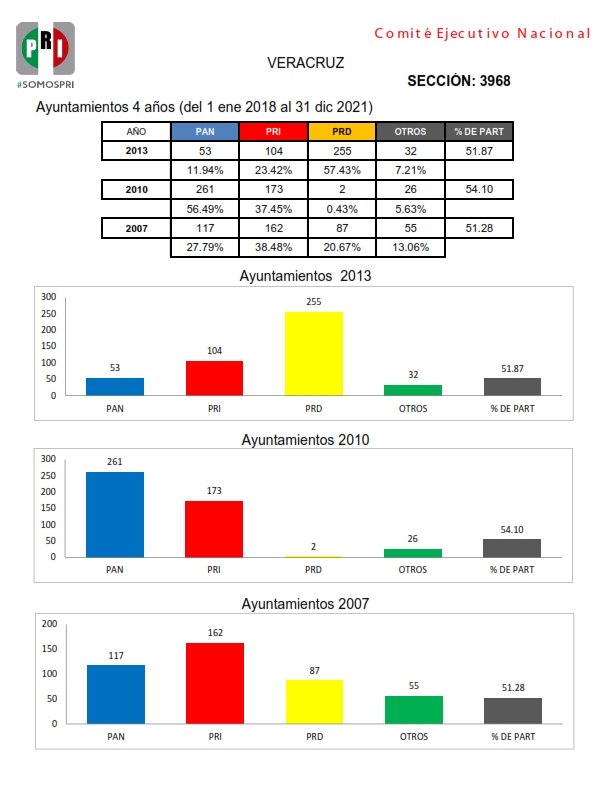 Comité Ejecutivo Nacional
PRI
#SOMOSPRI
VERACRUZ
SECCIÓN: 3968
Ayuntamientos 4 años (del 1 ene 2018 al 31 dic 2021)
AÑO PAN PRI PRD OTROS % DE PART
2013 53 104 255 32 51.87
11.94% 23.42% 57.43% 7.21%
2010 261 173 2 26 54.10
56.49% 37.45% 0.43% 5.63%
2007 117 162 87 55 51.28
27.79% 38.48% 20.67% 13.06%
Ayuntamientos 2013
300
250
200
150
100
50
0
53 104 255 32 51.87
PAN PRI PRD OTROS % DE PART
Ayuntamientos 2010
300
250
200
150
100
50
0
261 173 2 26 54.10
PAN PRI PRD OTROS % DE PART
Ayuntamientos 2007
200
150
100
50
0
117 162 87 55 51.28
PAN PRI PRD OTROS % DE PART